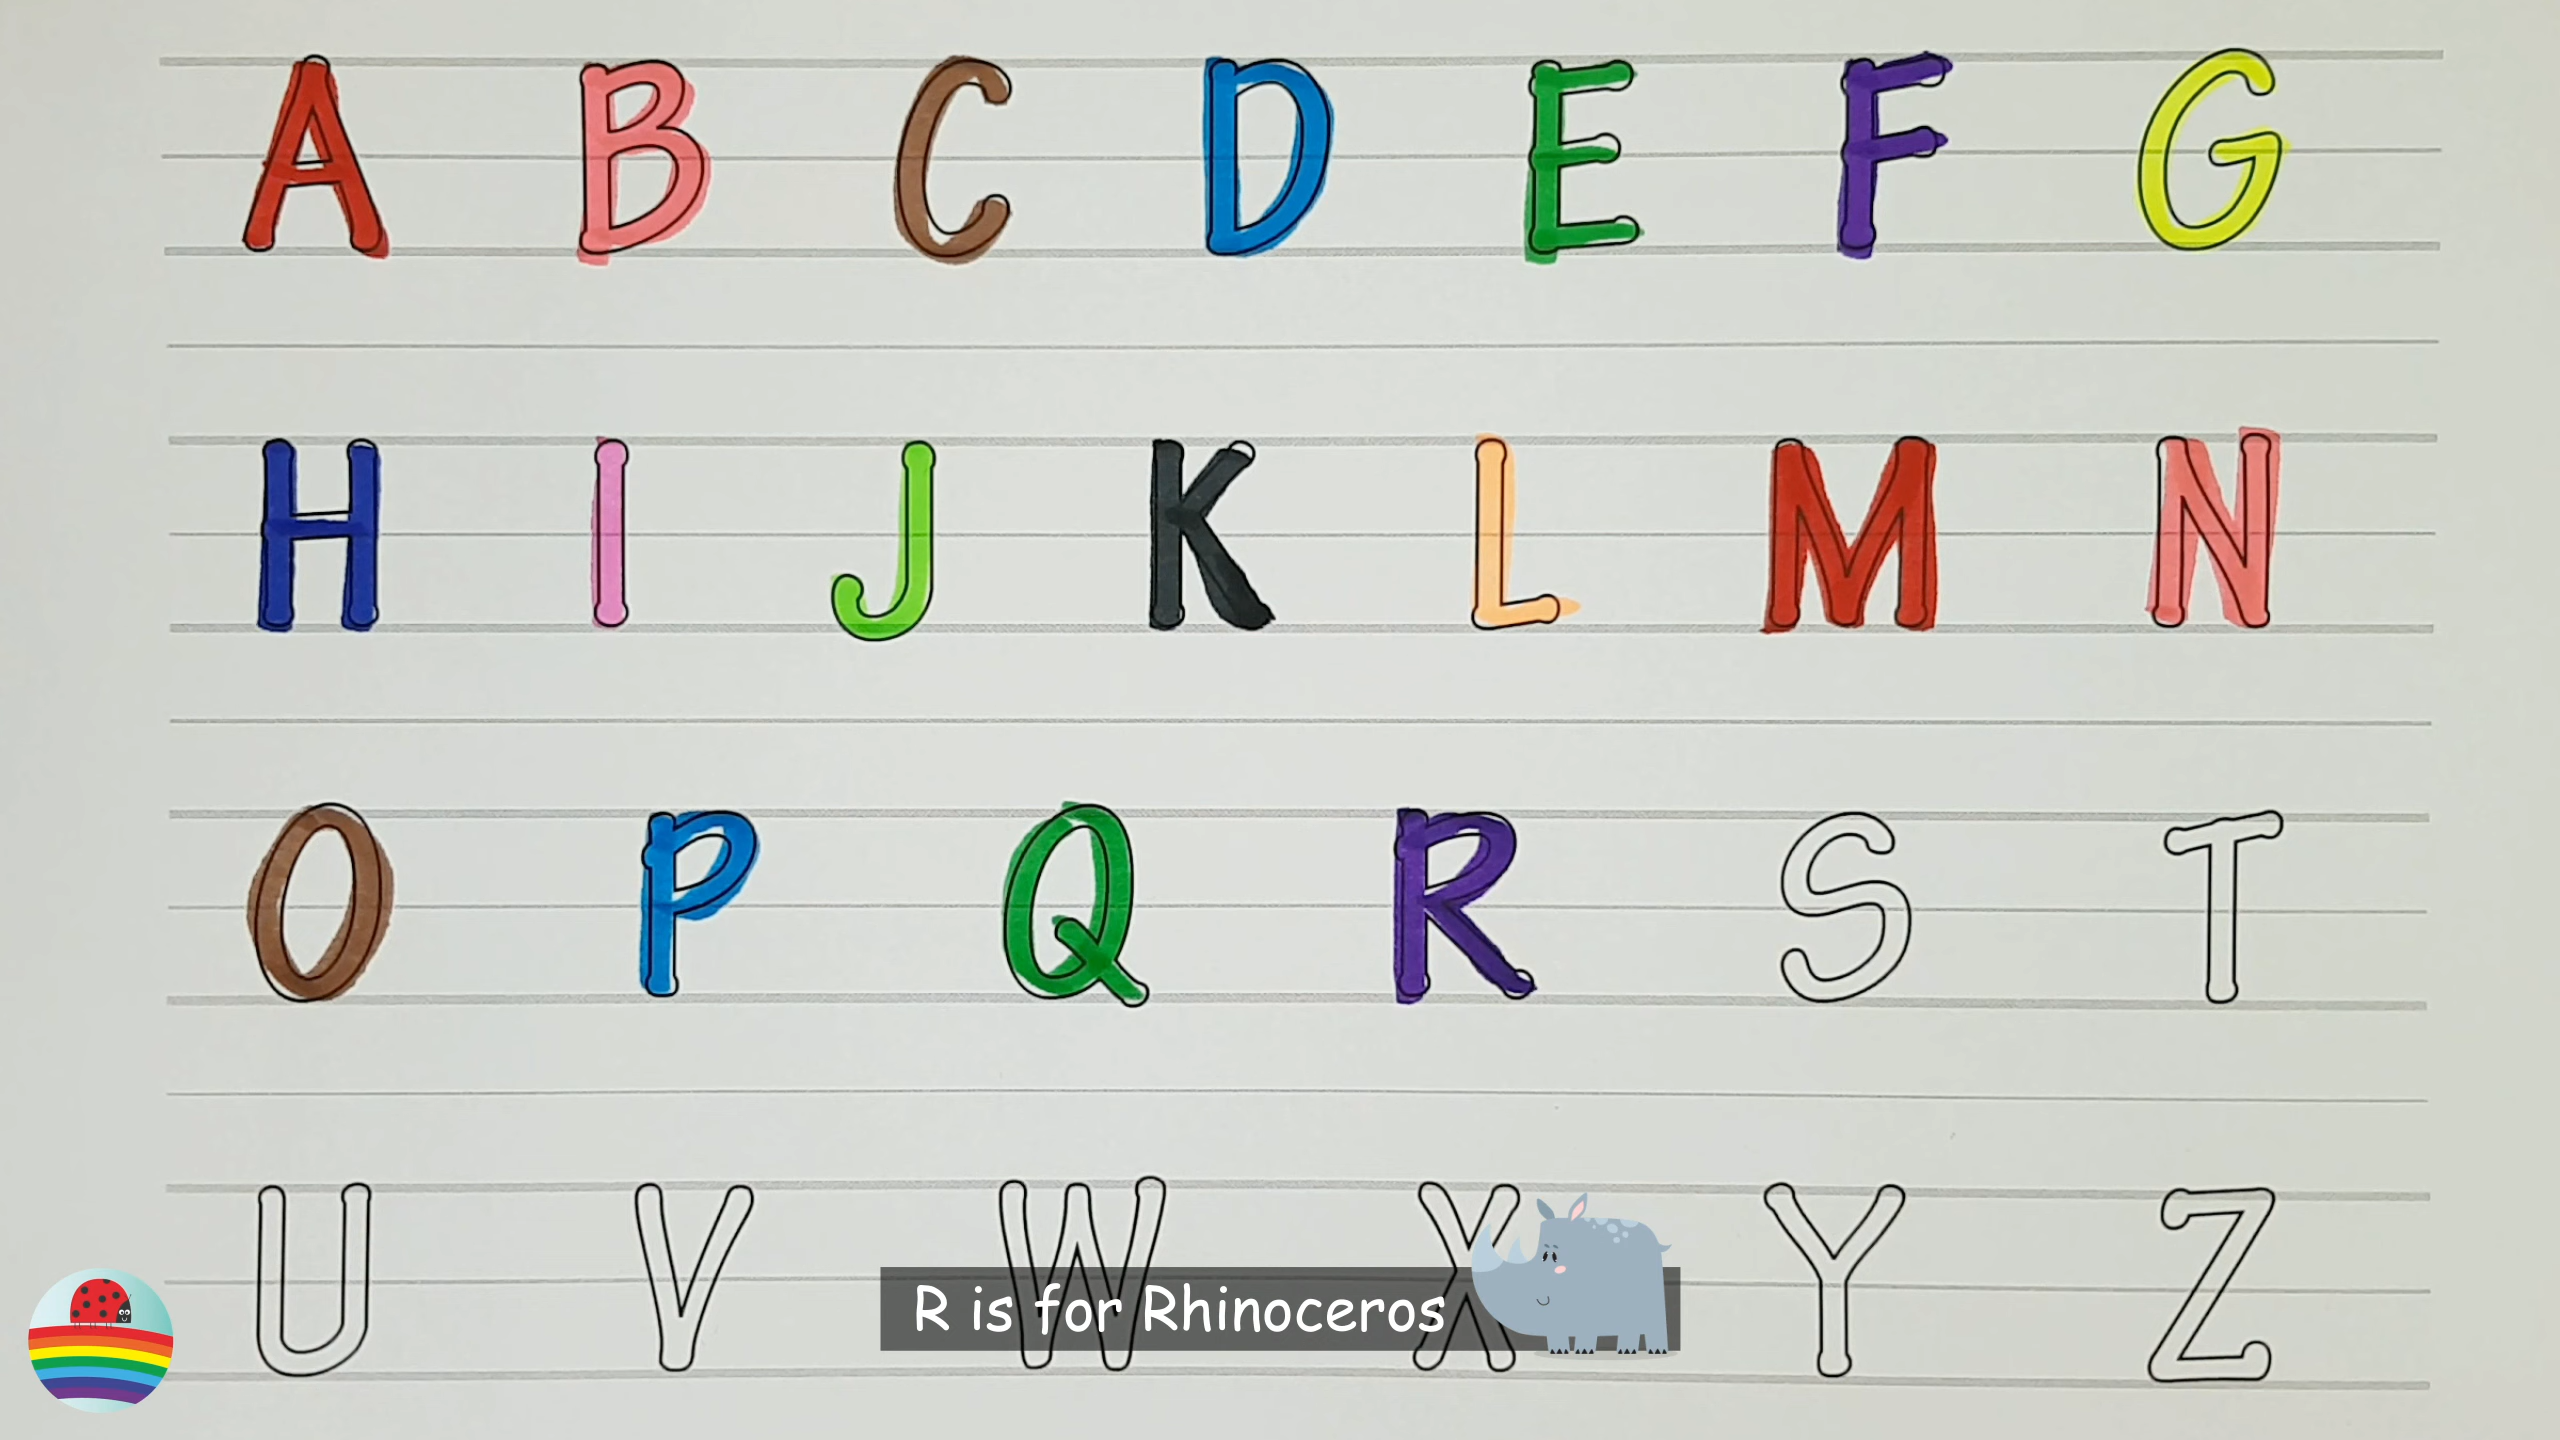 A B C D E F G
H I J K L M N
O P Q R S T
U V W X Y Z
R is for Rhinoceros